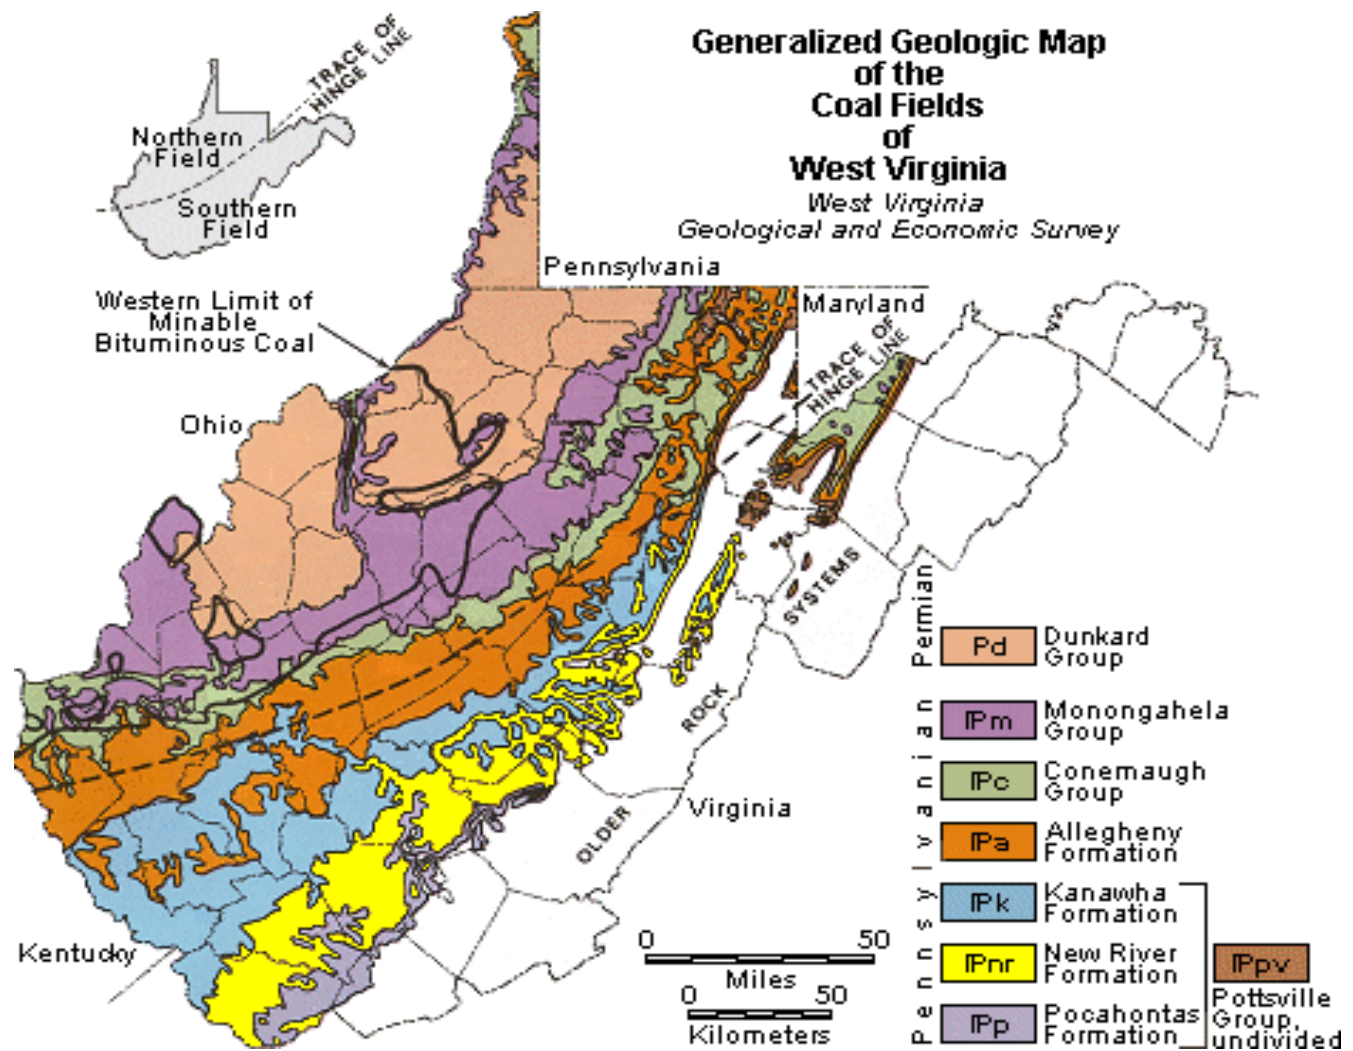 Generalized Geologic Map
of the
Coal Fields
of
West Virginia
West Virginia
Geological and Economic Survey
TRACE OF
HINGE LINE
Northern
Field
Southern
Field
Western Limit of
Minable
Bituminous Coal
Pennsylvania
Maryland
TRACE OF
HINGE LINE
Ohio
OLDER
ROCK
SYSTEMS
Virginia
Kentucky
0 50
Miles
0 50
Kilometers
Permian
Pd
Dunkard
Group
Pennsylvanian
IPm
Monongahela
Group
IPc
Conemaugh
Group
IPa
Allegheny
Formation
IPk
Kanawha
Formation
IPnr
New River
Formation
IPp
Pocahontas
Formation
IPpv
Pottsville
Group,
undivided